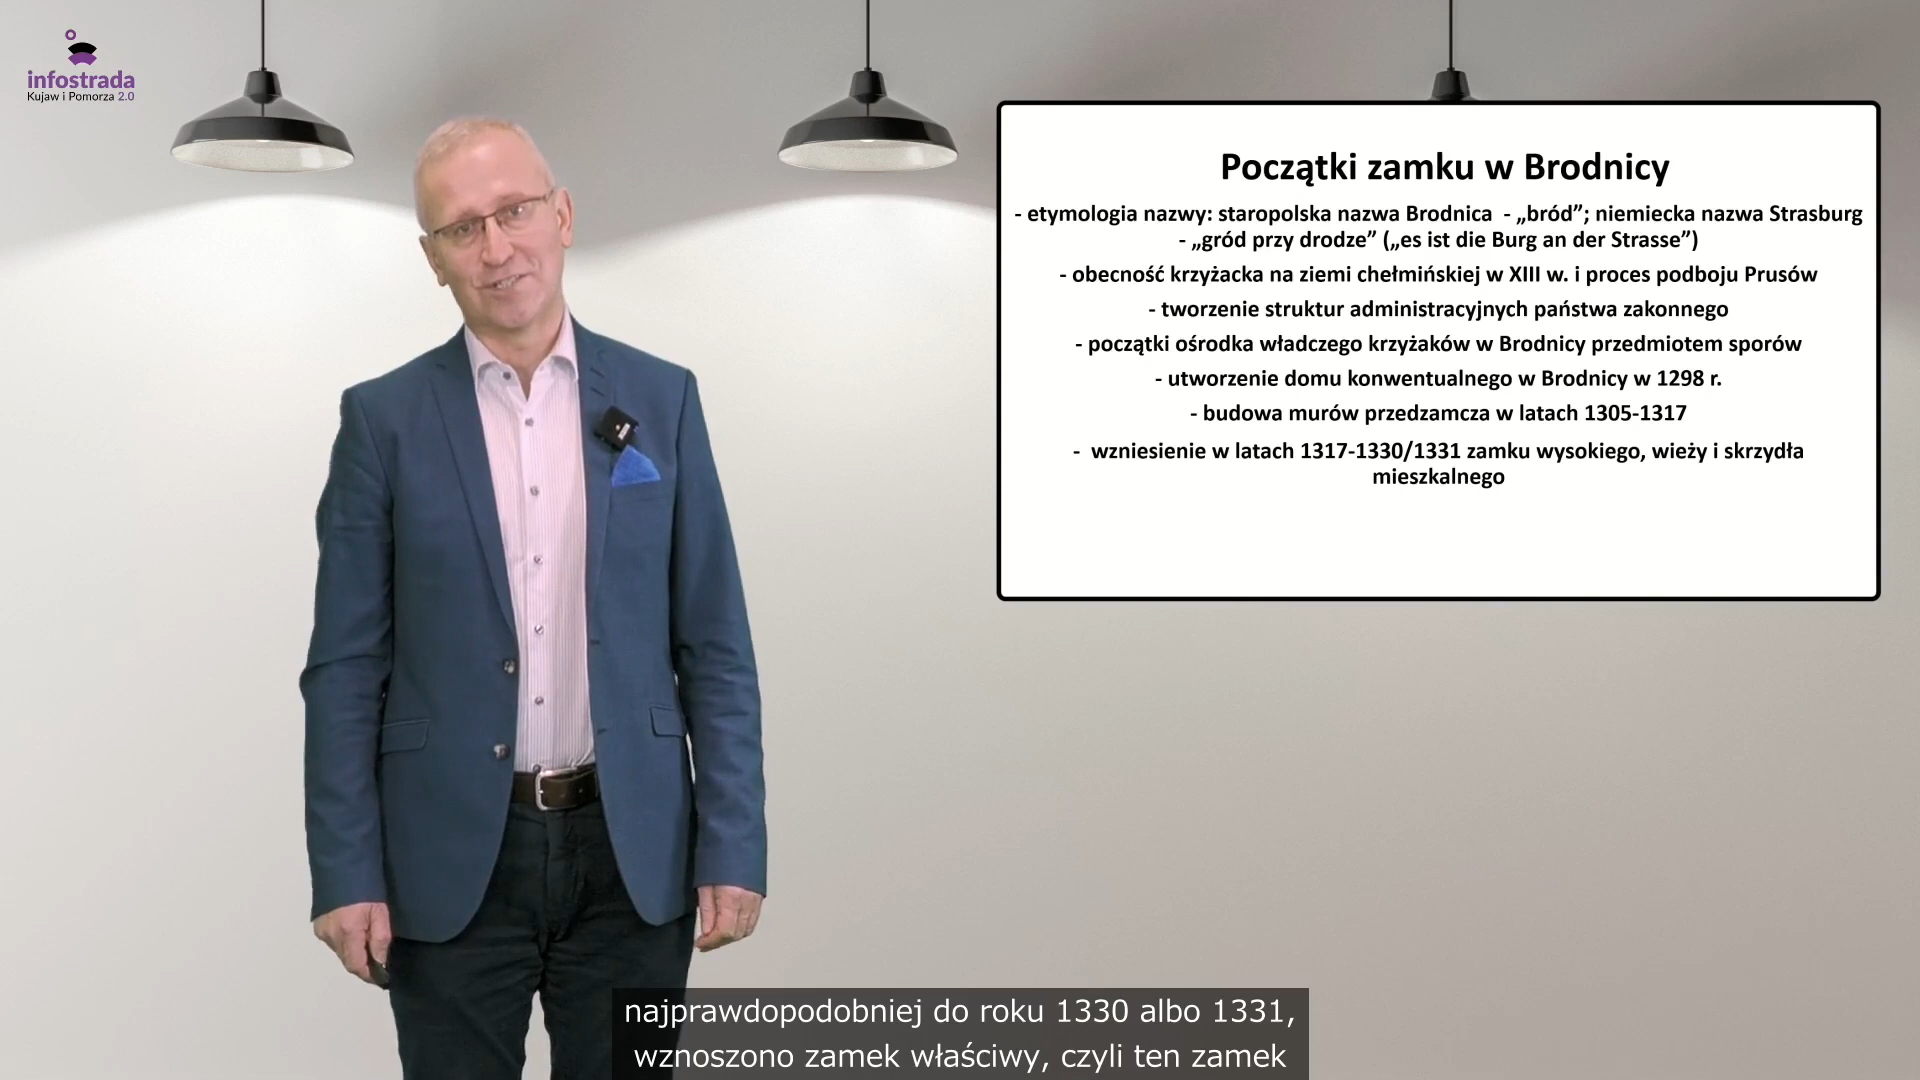 infostrada
Kujaw i Pomorza 2.0
Początki zamku w Brodnicy
- etymologia nazwy: staropolska nazwa Brodnica - „bród”; niemiecka nazwa Strasburg
- „gród przy drodze” („es ist die Burg an der Strasse”)
- obecność krzyżacka na ziemi chełmińskiej w XIII w. i proces podboju Prusów
- tworzenie struktur administracyjnych państwa zakonnego
- początki ośrodka władczego krzyżaków w Brodnicy przedmiotem sporów
- utworzenie domu konwentualnego w Brodnicy w 1298 r.
- budowa murów przedzamcza w latach 1305-1317
- wzniesienie w latach 1317-1330/1331 zamku wysokiego, wieży i skrzydła
mieszkalnego
najprawdopodobniej do roku 1330 albo 1331,
wznoszono zamek właściwy, czyli ten zamek